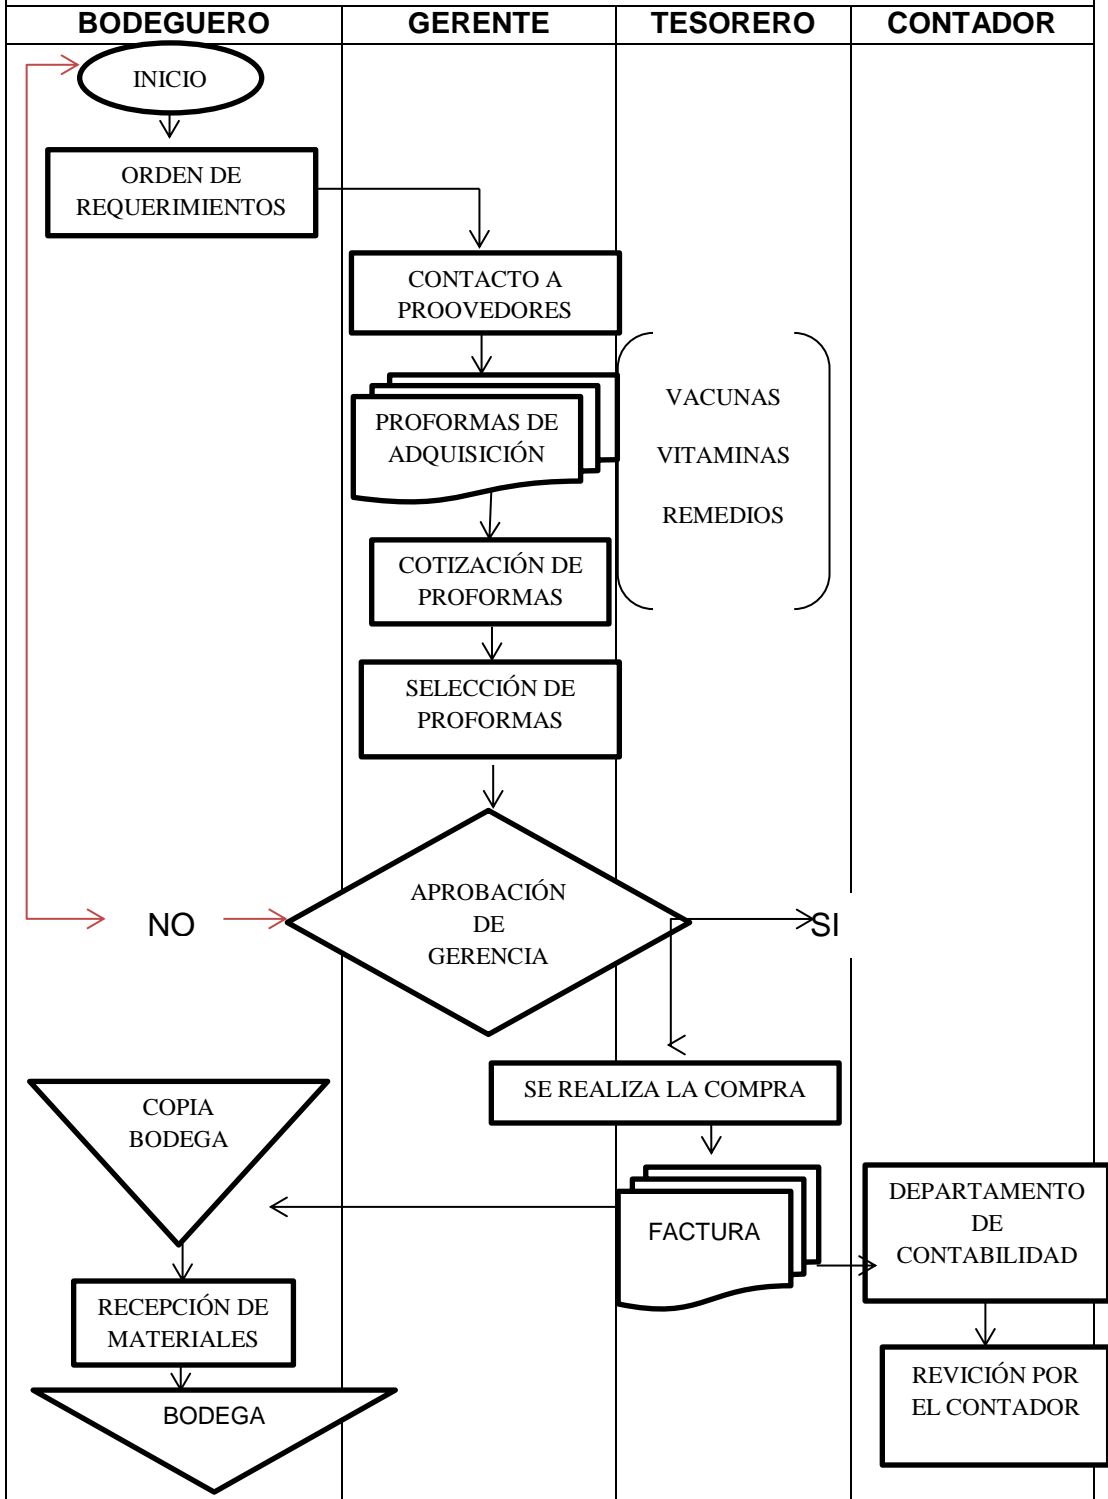 BODEGUERO GERENTE TESORERO CONTADOR
INICIO
ORDEN DE
REQUERIMIENTOS
CONTACTO A
PROOVEDORES
PROFORMAS DE
ADQUISICIÓN
VACUNAS
VITAMINAS
REMEDIOS
COTIZACIÓN DE
PROFORMAS
SELECCIÓN DE
PROFORMAS
APROBACIÓN
DE
GERENCIA
NO
SI
SE REALIZA LA COMPRA
COPIA
BODEGA
FACTURA
DEPARTAMENTO
DE
CONTABILIDAD
RECEPCIÓN DE
MATERIALES
REVICIÓN POR
EL CONTADOR
BODEGA